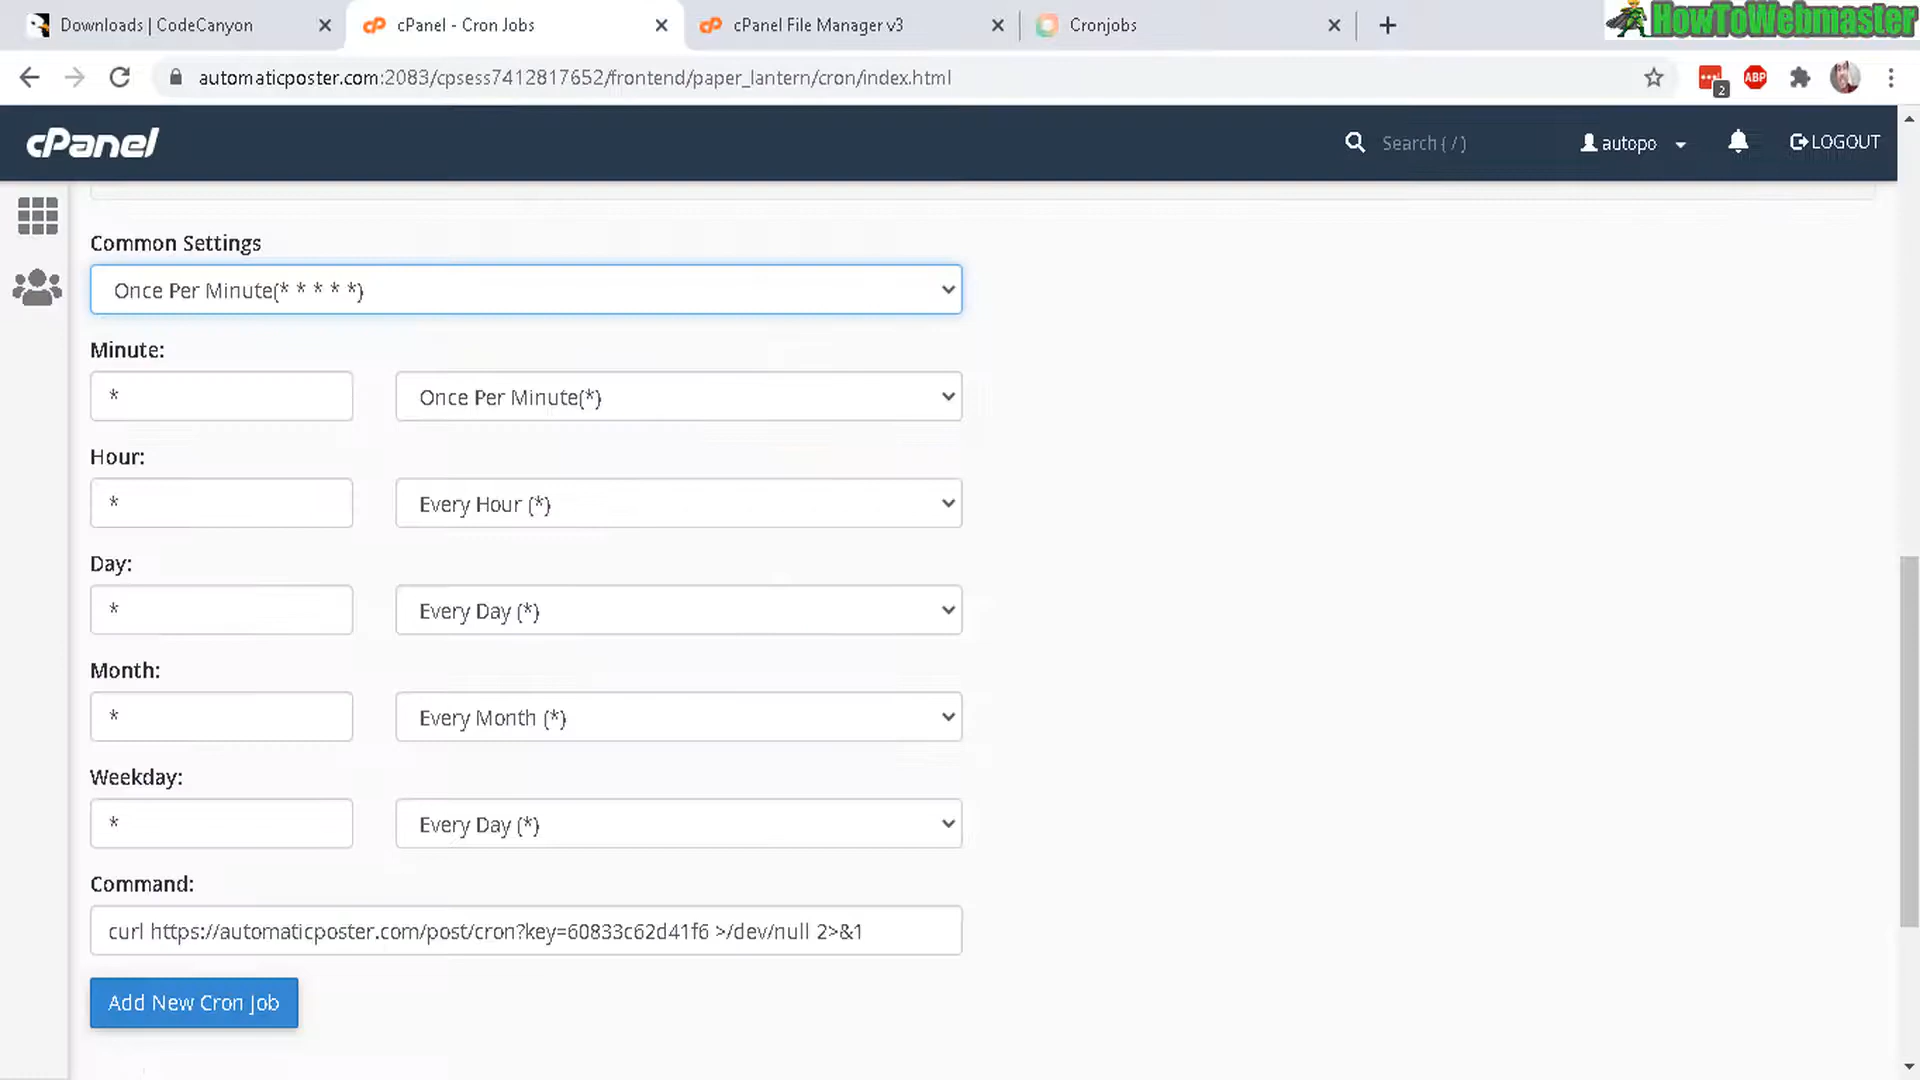 Downloads | CodeCanyon
cPanel - Cron Jobs
cPanel File Manager v3
Cronjobs
HowToWebmaster
automaticposter.com:2083/cpsess7412817652/frontend/paper_lantern/cron/index.html
2
ABP
cPanel
Search ( / )
autopo
LOGOUT
Common Settings
Once Per Minute(* * * * *)
Minute:
*
Once Per Minute(*)
Hour:
*
Every Hour (*)
Day:
*
Every Day (*)
Month:
*
Every Month (*)
Weekday:
*
Every Day (*)
Command:
curl https://automaticposter.com/post/cron?key=60833c62d41f6 >/dev/null 2>&1
Add New Cron Job